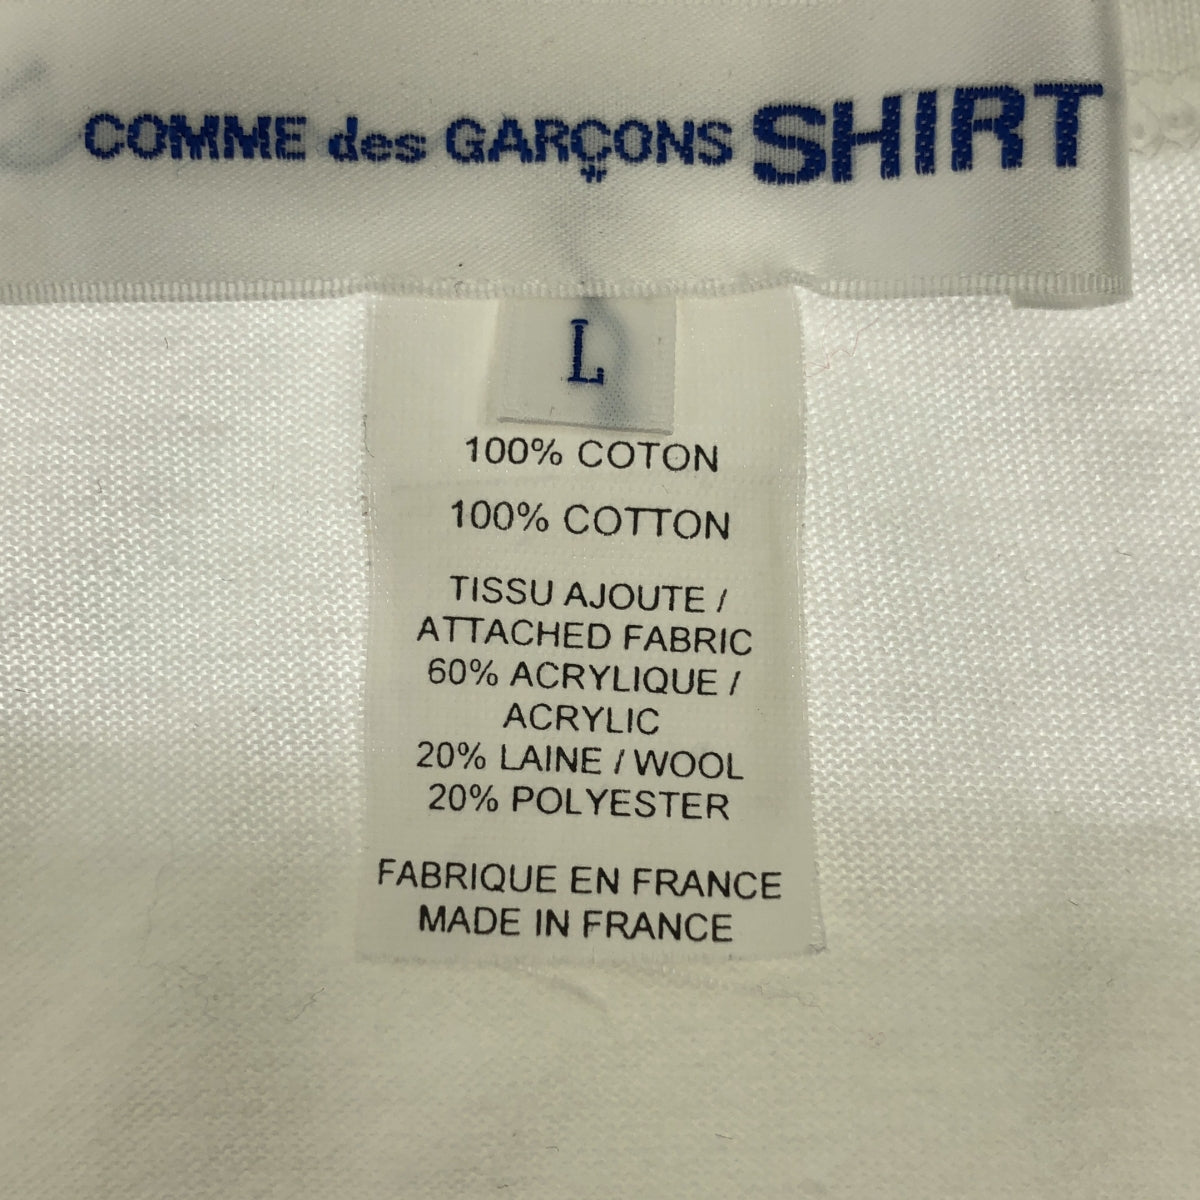 COMME des GARÇONS SHIRT
L
100% COTON
100% COTTON
TISSU AJOUTE /
ATTACHED FABRIC
60% ACRYLIQUE /
ACRYLIC
20% LAINE / WOOL
20% POLYESTER
FABRIQUE EN FRANCE
MADE IN FRANCE